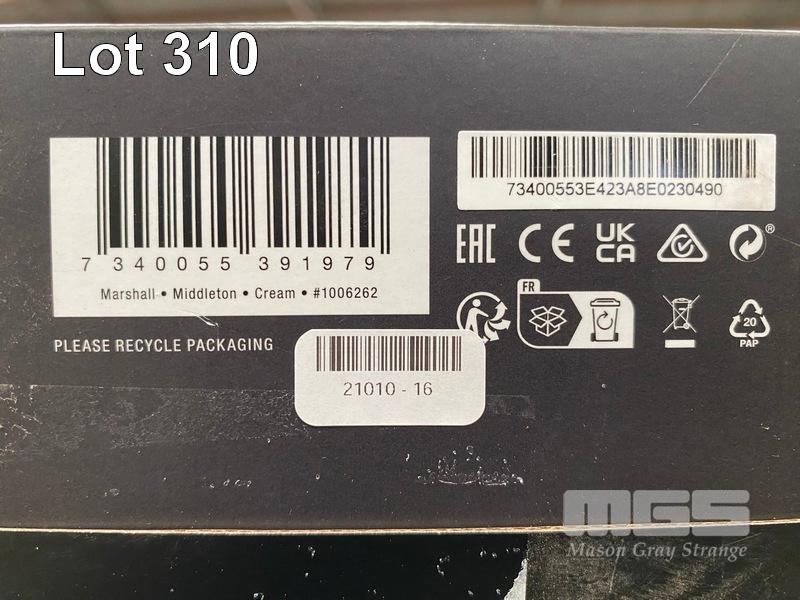 Lot 310
7 340055 391979
Marshall • Middleton • Cream • #1006262
73400553E423A8E0230490
EAC CE UK CA ®
FR
20
PAP
PLEASE RECYCLE PACKAGING
21010 - 16
MGS
Mason Gray Strange